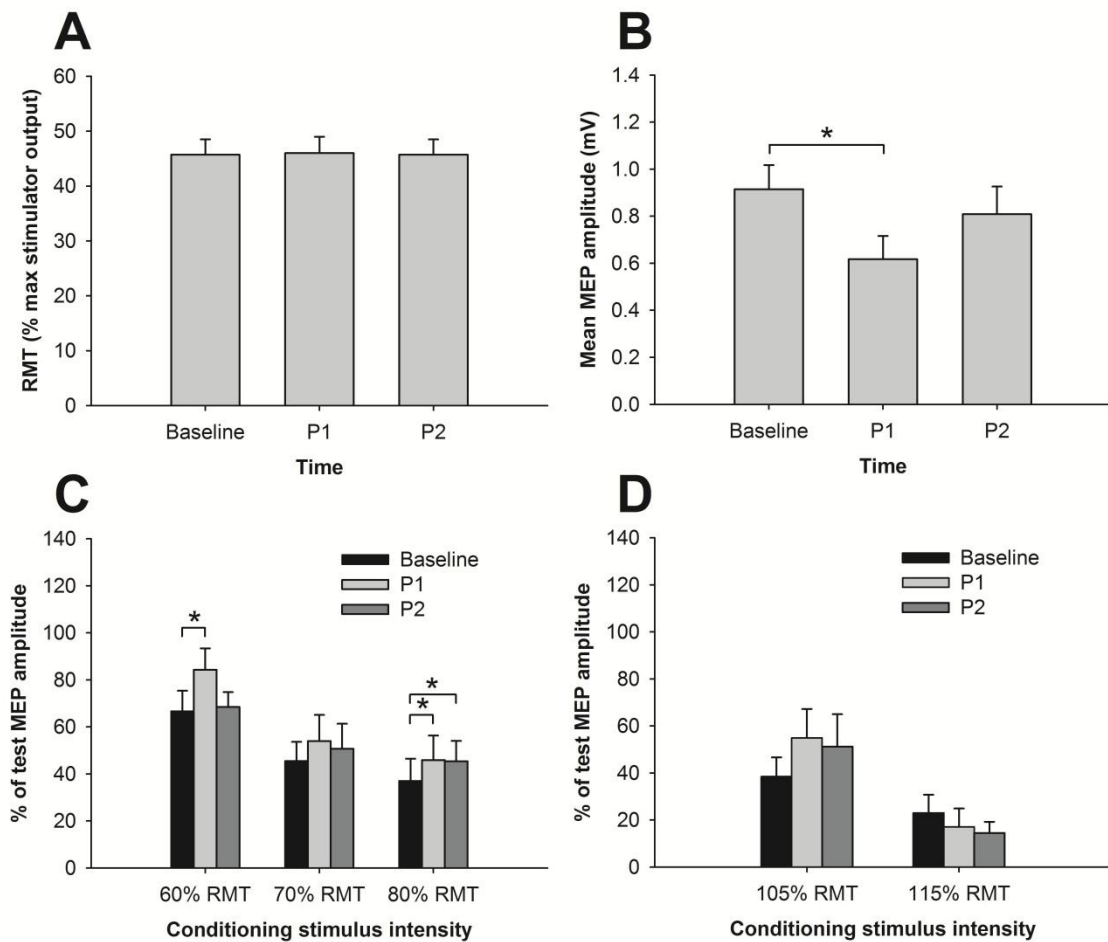 A
RMT (% max stimulator output)
60
50
40
30
20
10
0
Baseline P1 P2
Time
B
Mean MEP amplitude (mV)
1.4
1.2
1.0
0.8
0.6
0.4
0.2
0.0
*
Baseline P1 P2
Time
C
% of test MEP amplitude
140
120
100
80
60
40
20
0
Baseline
P1
P2
*
*
*
60% RMT 70% RMT 80% RMT
Conditioning stimulus intensity
D
% of test MEP amplitude
140
120
100
80
60
40
20
0
Baseline
P1
P2
105% RMT 115% RMT
Conditioning stimulus intensity